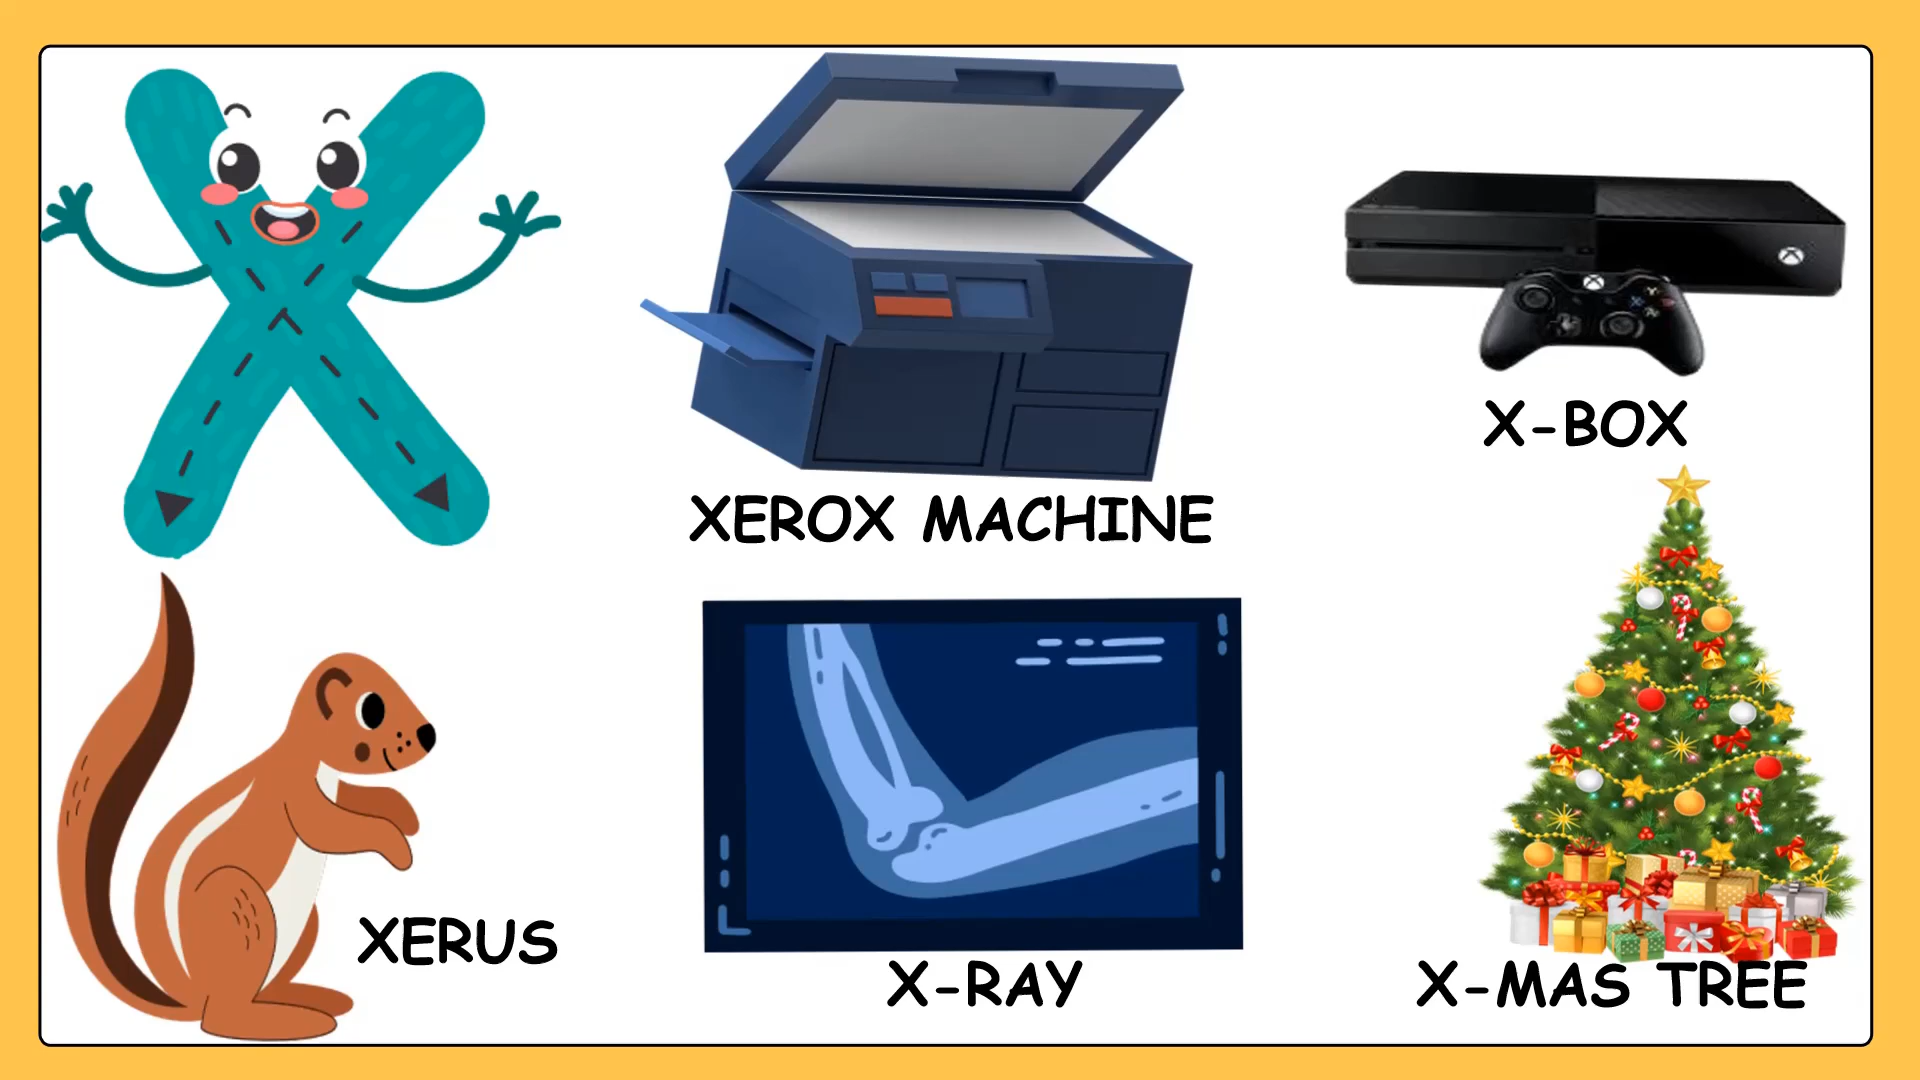 XEROX MACHINE
X-BOX
XERUS
X-RAY
X-MAS TREE